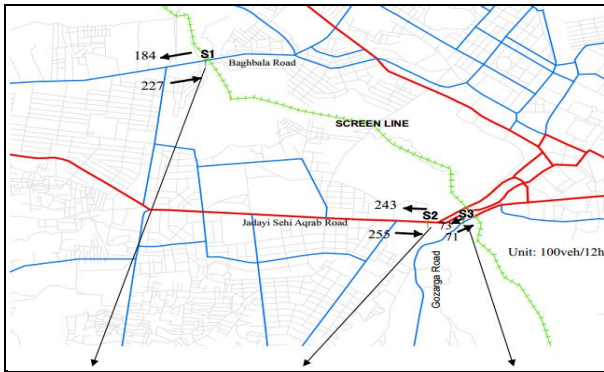 184
S1
Baghbala Road
227
SCREEN LINE
243
S2
S3
Jadayi Sehi Aqrab Road
73
255
71
Gozarga Road
Unit: 100veh/12h